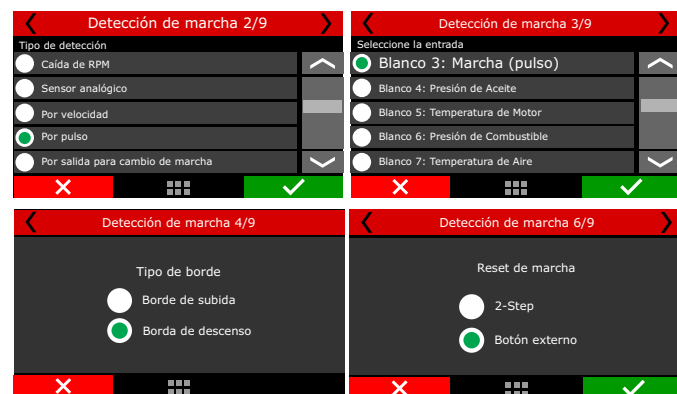 Detección de marcha 2/9
Tipo de detección
Caída de RPM
Sensor analógico
Por velocidad
Por pulso
Por salida para cambio de marcha
Detección de marcha 3/9
Seleccione la entrada
Blanco 3: Marcha (pulso)
Blanco 4: Presión de Aceite
Blanco 5: Temperatura de Motor
Blanco 6: Presión de Combustible
Blanco 7: Temperatura de Aire
Detección de marcha 4/9
Tipo de borde
Borde de subida
Borda de descenso
Detección de marcha 6/9
Reset de marcha
2-Step
Botón externo